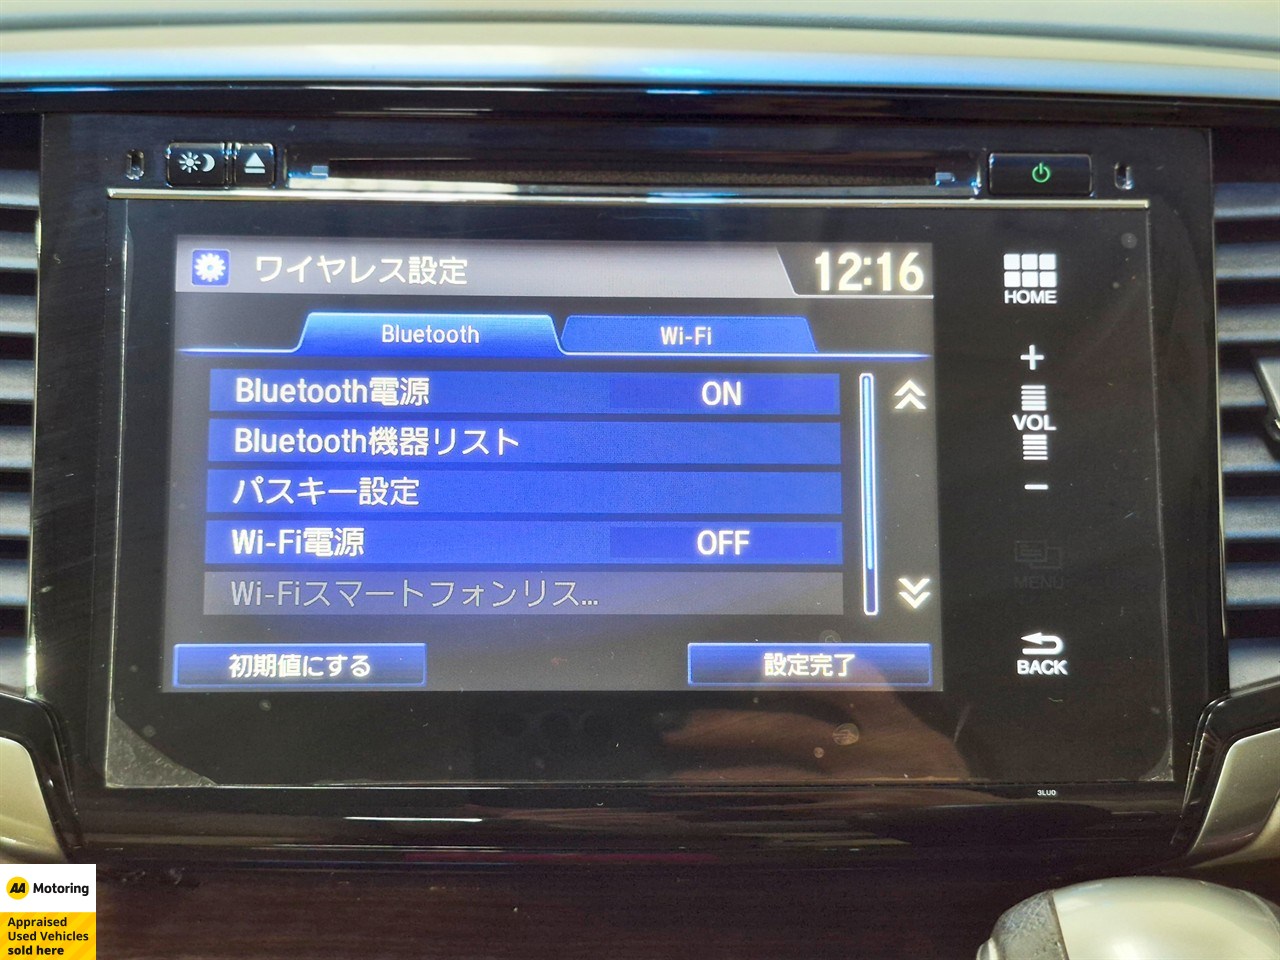 ワイヤレス設定
12:16
HOME
Bluetooth
Wi-Fi
Bluetooth電源
ON
Bluetooth機器リスト
パスキー設定
Wi-Fi電源
OFF
Wi-Fiスマートフォンリス...
初期値にする
設定完了
+
VOL
−
MENU
BACK
3LU0
AA Motoring
Appraised
Used Vehicles
sold here